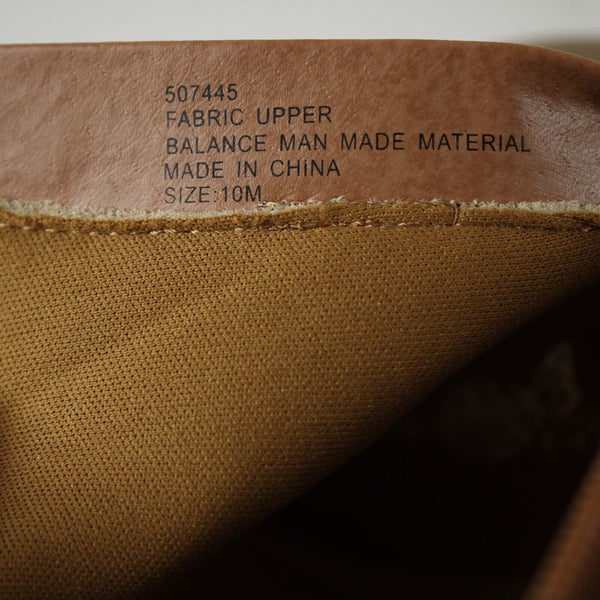 507445
FABRIC UPPER
BALANCE MAN MADE MATERIAL
MADE IN CHINA
SIZE:10M